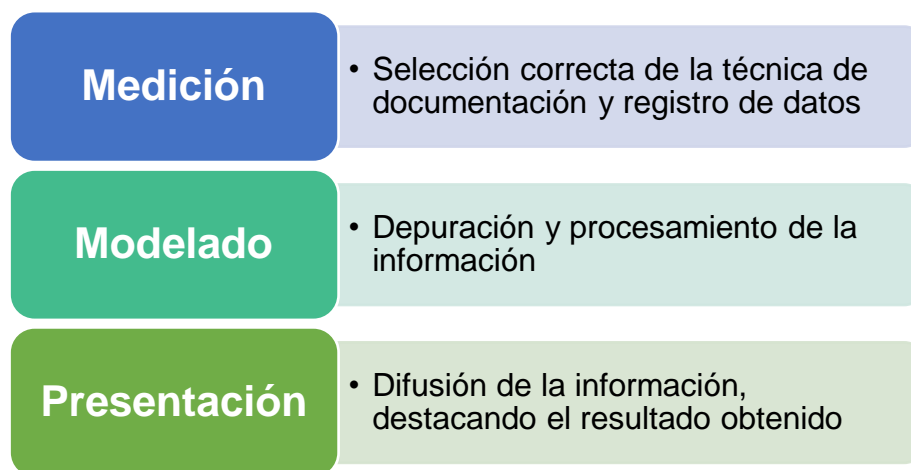 Medición
• Selección correcta de la técnica de
documentación y registro de datos
Modelado
• Depuración y procesamiento de la
información
Presentación
• Difusión de la información,
destacando el resultado obtenido